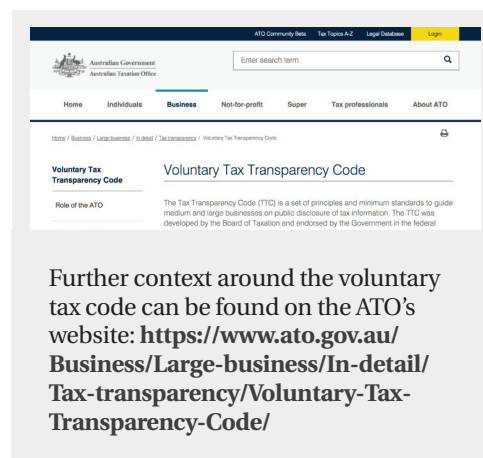 ATO Community Beta Tax Topics A-Z Legal Database Login
Australian Government
Australian Taxation Office
Enter search term
Home Individuals Business Not-for-profit Super Tax professionals About ATO
Home / Business / Large business / In detail / Tax transparency / Voluntary Tax Transparency Code
Voluntary Tax
Transparency Code
Role of the ATO
Voluntary Tax Transparency Code
The Tax Transparency Code (TTC) is a set of principles and minimum standards to guide
medium and large businesses on public disclosure of tax information. The TTC was
developed by the Board of Taxation and endorsed by the Government in the federal
Further context around the voluntary
tax code can be found on the ATO’s
website: https://www.ato.gov.au/
Business/Large-business/In-detail/
Tax-transparency/Voluntary-Tax-
Transparency-Code/